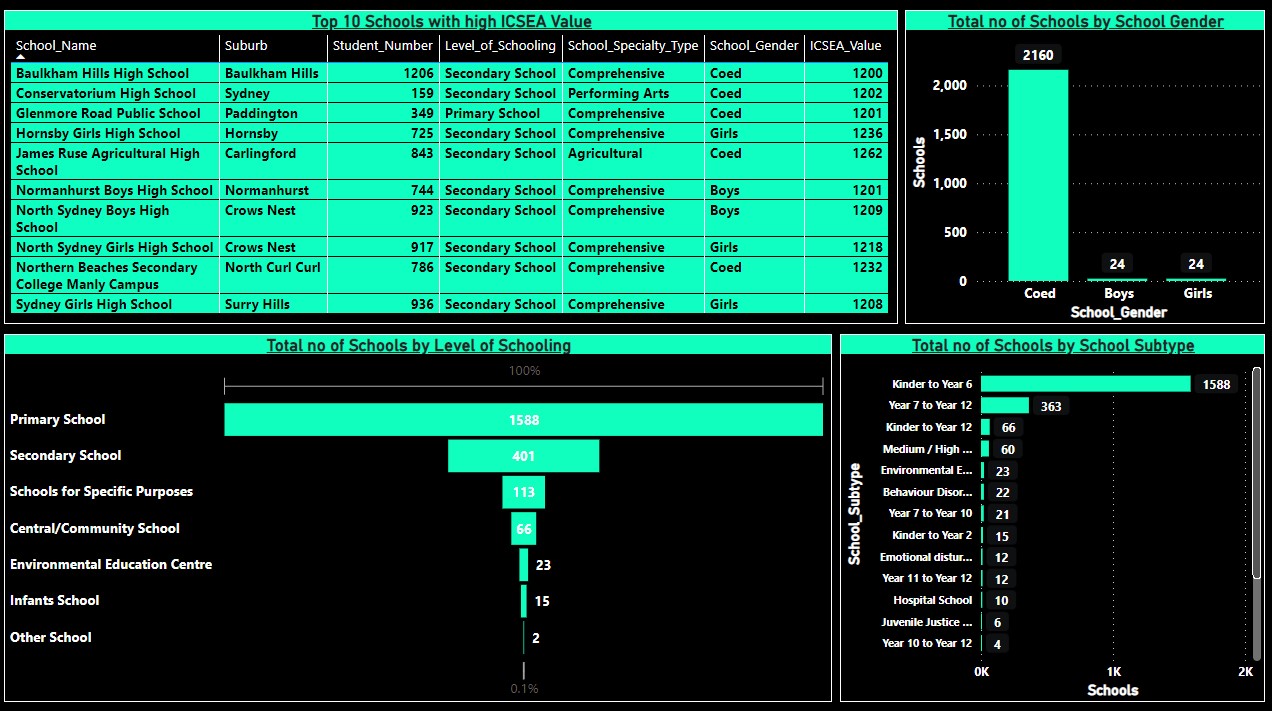 Top 10 Schools with high ICSEA Value
School_Name Suburb Student_Number Level_of_Schooling School_Specialty_Type School_Gender ICSEA_Value
Baulkham Hills High School Baulkham Hills 1206 Secondary School Comprehensive Coed 1200
Conservatorium High School Sydney 159 Secondary School Performing Arts Coed 1202
Glenmore Road Public School Paddington 349 Primary School Comprehensive Coed 1201
Hornsby Girls High School Hornsby 725 Secondary School Comprehensive Girls 1236
James Ruse Agricultural High Carlingford 843 Secondary School Agricultural Coed 1262
School
Normanhurst Boys High School Normanhurst 744 Secondary School Comprehensive Boys 1201
North Sydney Boys High Crows Nest 923 Secondary School Comprehensive Boys 1209
School
North Sydney Girls High School Crows Nest 917 Secondary School Comprehensive Girls 1218
Northern Beaches Secondary North Curl Curl 786 Secondary School Comprehensive Coed 1232
College Manly Campus
Sydney Girls High School Surry Hills 936 Secondary School Comprehensive Girls 1208
Total no of Schools by School Gender
Schools
2,000
1,500
1,000
500
0
2160
24
24
Coed Boys Girls
School_Gender
Total no of Schools by Level of Schooling
100%
Primary School 1588
Secondary School 401
Schools for Specific Purposes 113
Central/Community School 66
Environmental Education Centre 23
Infants School 15
Other School 2
0.1%
Total no of Schools by School Subtype
School_Subtype
Kinder to Year 6 1588
Year 7 to Year 12 363
Kinder to Year 12 66
Medium / High ... 60
Environmental E... 23
Behaviour Disor... 22
Year 7 to Year 10 21
Kinder to Year 2 15
Emotional distur... 12
Year 11 to Year 12 12
Hospital School 10
Juvenile Justice ... 6
Year 10 to Year 12 4
0K 1K 2K
Schools